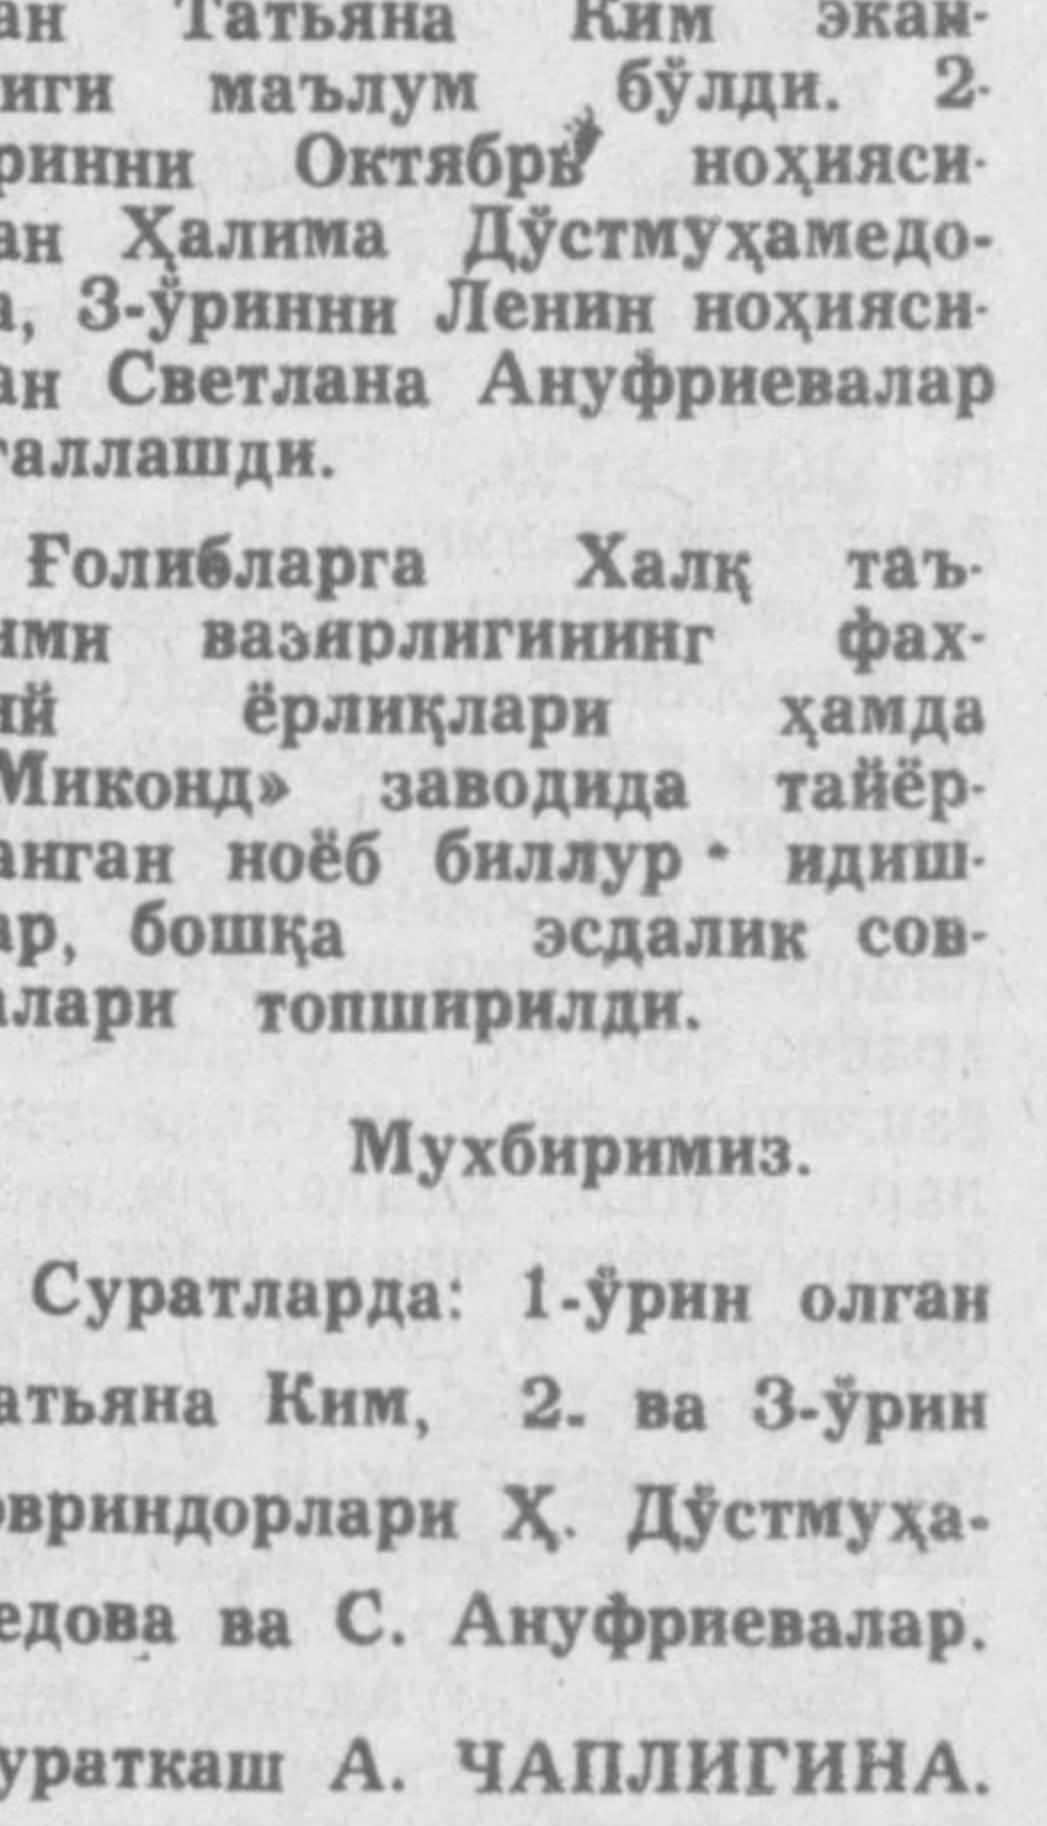 ан Татьяна Ким экан-
иги маълум бўлди. 2-
ринни Октябрь ноҳияси-
ан Ҳалима Дўстмуҳамедо-
а, 3-ўринни Ленин ноҳияси-
ан Светлана Ануфриевалар
галлашди.
Ғолибларга Халқ таъ-
ими вазирлигининг фах-
ий ёрлиқлари ҳамда
Миконд» заводида тайёр-
анган ноёб биллур идиш-
ар, бошқа эсдалик сов-
алари топширилди.
Мухбиримиз.
Суратларда: 1-ўрин олган
атьяна Ким, 2- ва 3-ўрин
овриндорлари Ҳ. Дўстмуҳа-
едова ва С. Ануфриевалар.
ураткаш А. ЧАПЛИГИНА.